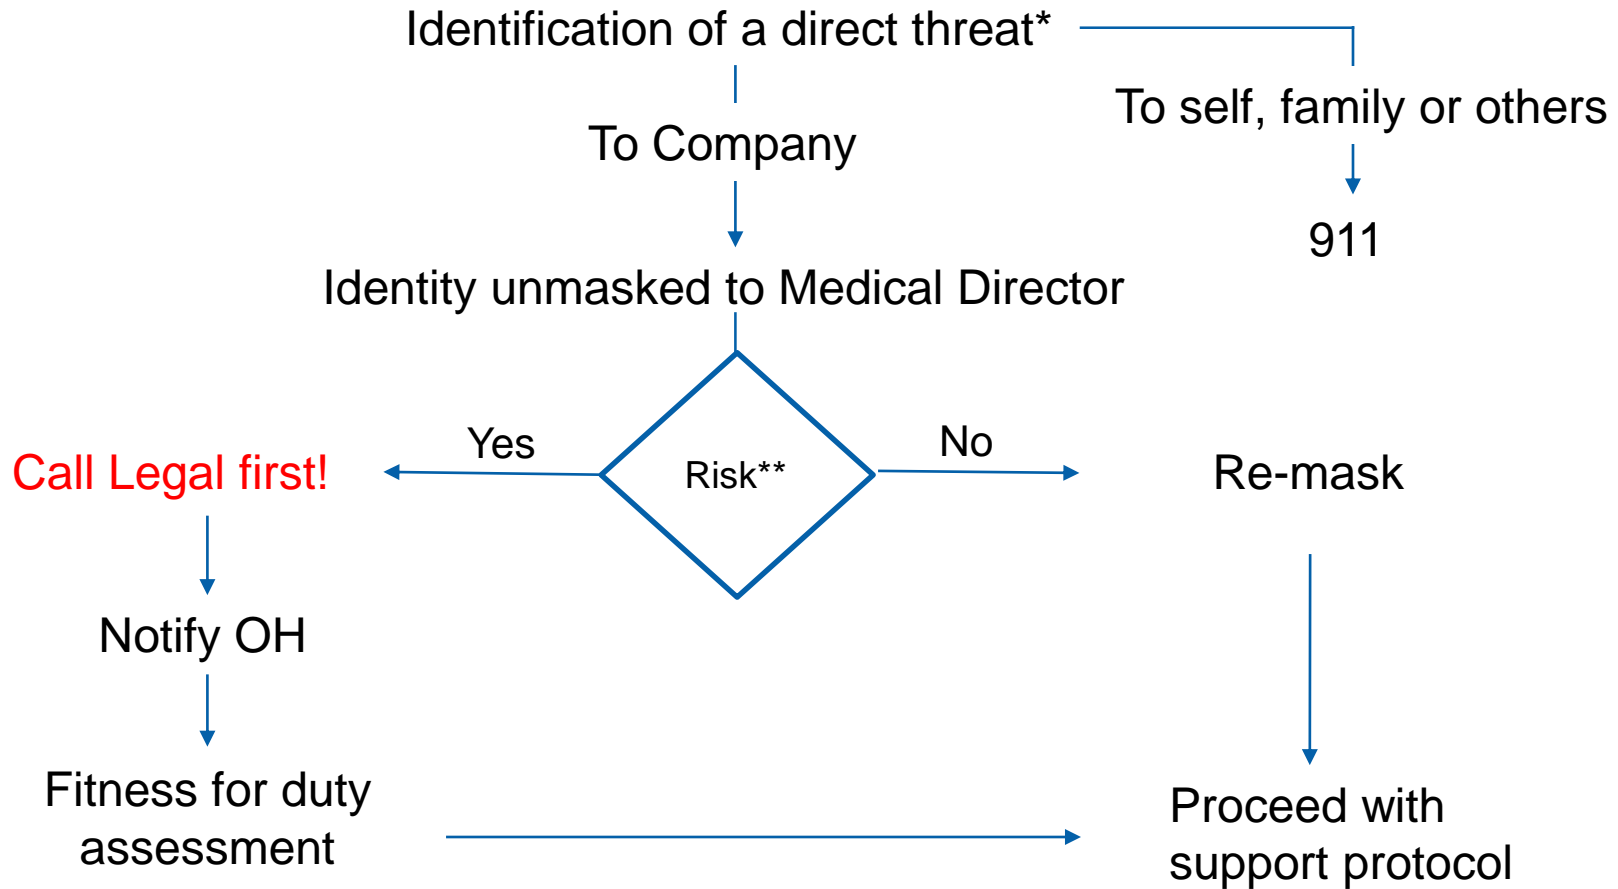 Identification of a direct threat*
To self, family or others
To Company
911
Identity unmasked to Medical Director
Yes
No
Call Legal first!
Risk**
Re-mask
Notify OH
Fitness for duty
assessment
Proceed with
support protocol